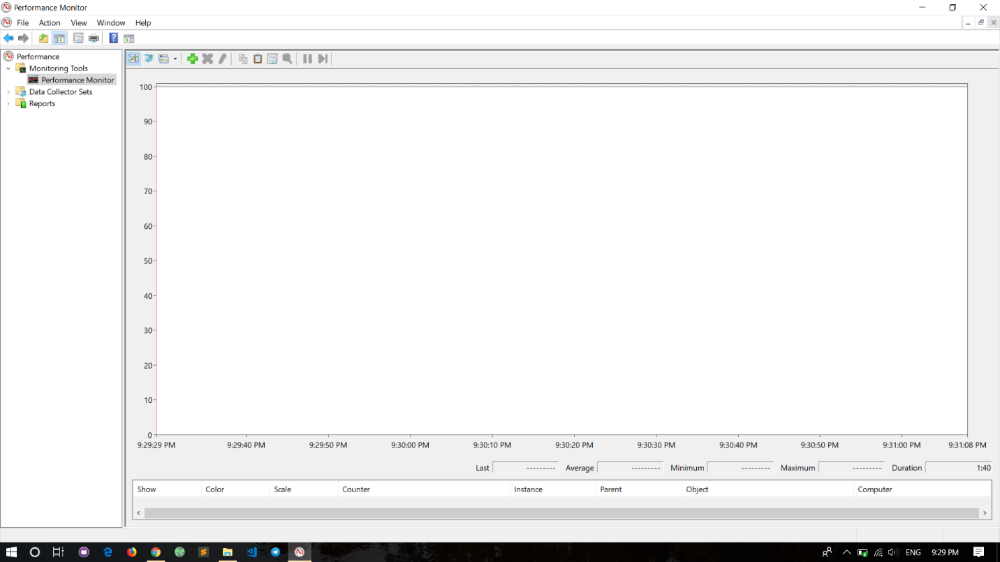 Performance Monitor
File Action View Window Help
Performance
Monitoring Tools
Performance Monitor
Data Collector Sets
Reports
100
90
80
70
60
50
40
30
20
10
0
9:29:29 PM 9:29:40 PM 9:29:50 PM 9:30:00 PM 9:30:10 PM 9:30:20 PM 9:30:30 PM 9:30:40 PM 9:30:50 PM 9:31:00 PM 9:31:08 PM
Last --------- Average --------- Minimum --------- Maximum --------- Duration 1:40
Show Color Scale Counter Instance Parent Object Computer
ENG 9:29 PM